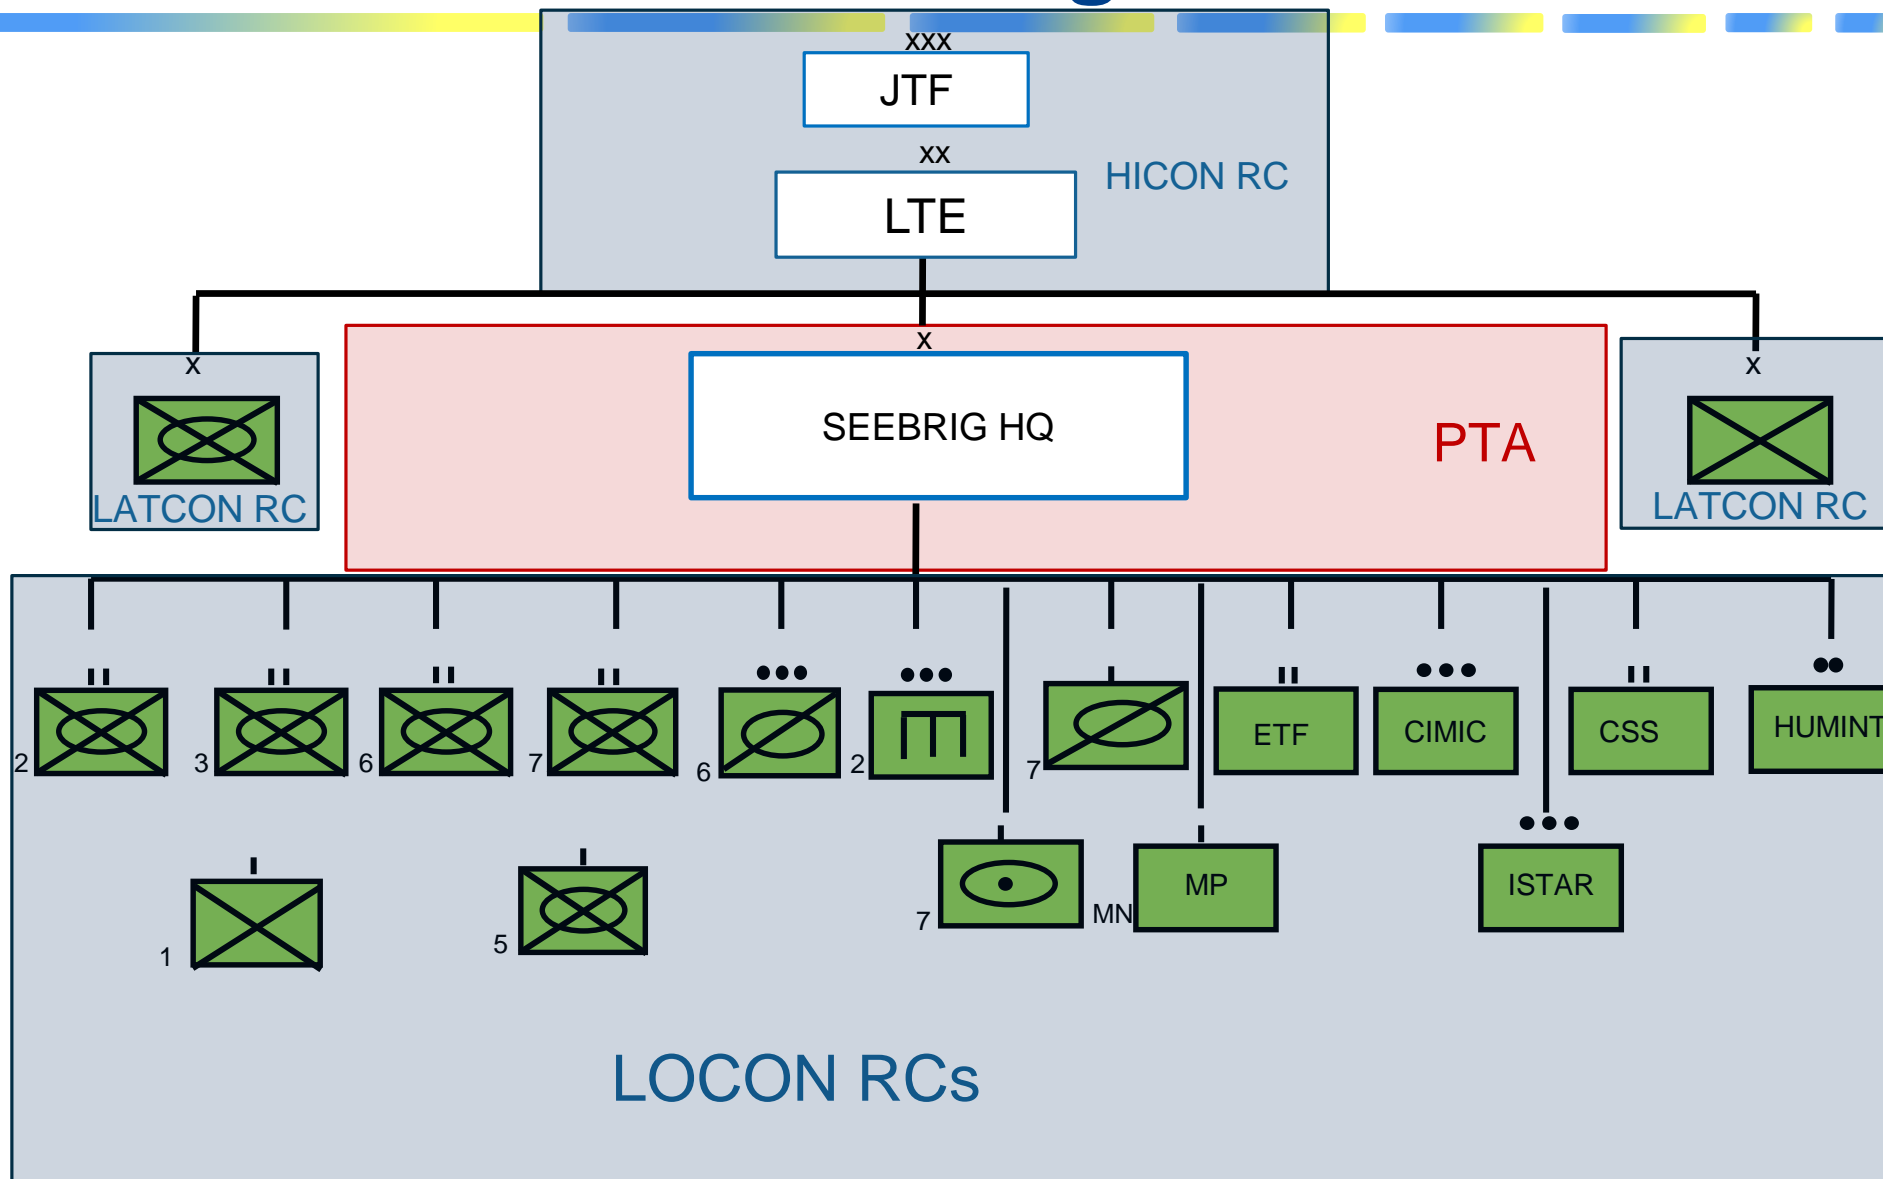 xxx
JTF
xx
HICON RC
LTE
x
x
x
SEEBRIG HQ
PTA
LATCON RC
LATCON RC
2
3
6
7
6
2
7
ETF
CIMIC
CSS
HUMINT
1
5
7
MN
MP
ISTAR
LOCON RCs